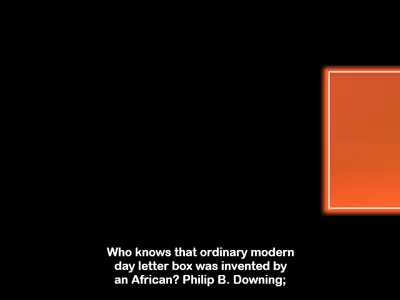 Who knows that ordinary modern
day letter box was invented by
an African? Philip B. Downing;